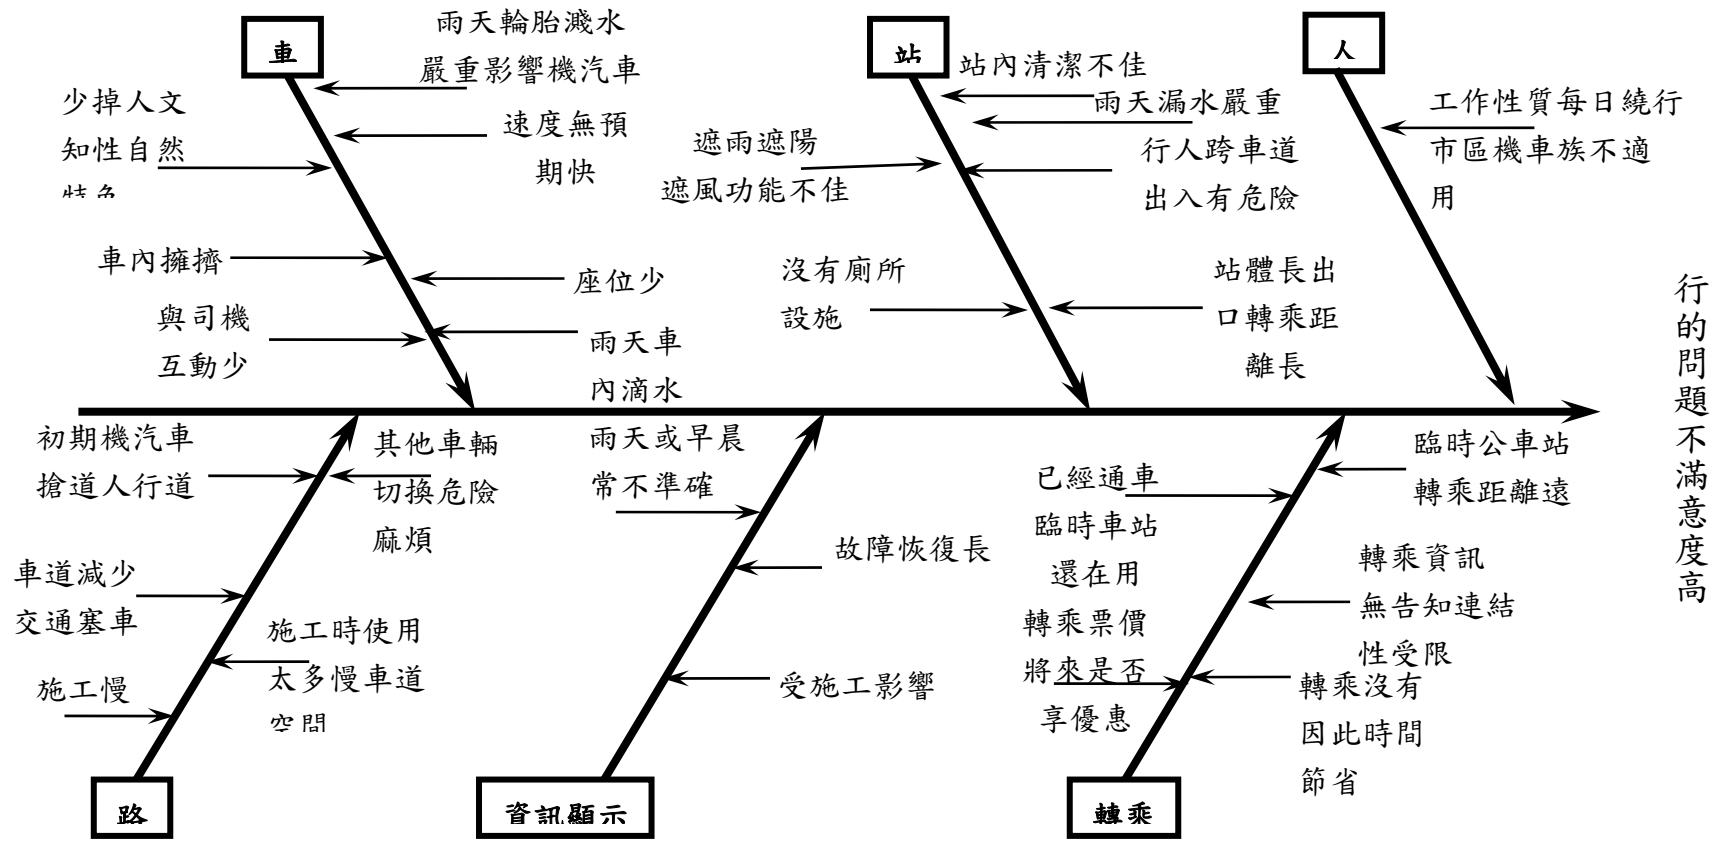 車
雨天輪胎濺水
嚴重影響機汽車
速度無預
期快
少掉人文
知性自然
特色
車內擁擠
座位少
與司機
互動少
雨天車
內滴水
站
站內清潔不佳
雨天漏水嚴重
行人跨車道
出入有危險
遮雨遮陽
遮風功能不佳
沒有廁所
設施
站體長出
口轉乘距
離長
人
工作性質每日繞行
市區機車族不適
用
行的問題不滿意度高
初期機汽車
搶道人行道
其他車輛
切換危險
麻煩
車道減少
交通塞車
施工時使用
太多慢車道
空間
施工慢
路
雨天或早晨
常不準確
故障恢復長
受施工影響
資訊顯示
已經通車
臨時車站
還在用
轉乘票價
將來是否
享優惠
臨時公車站
轉乘距離遠
轉乘資訊
無告知連結
性受限
轉乘沒有
因此時間
節省
轉乘